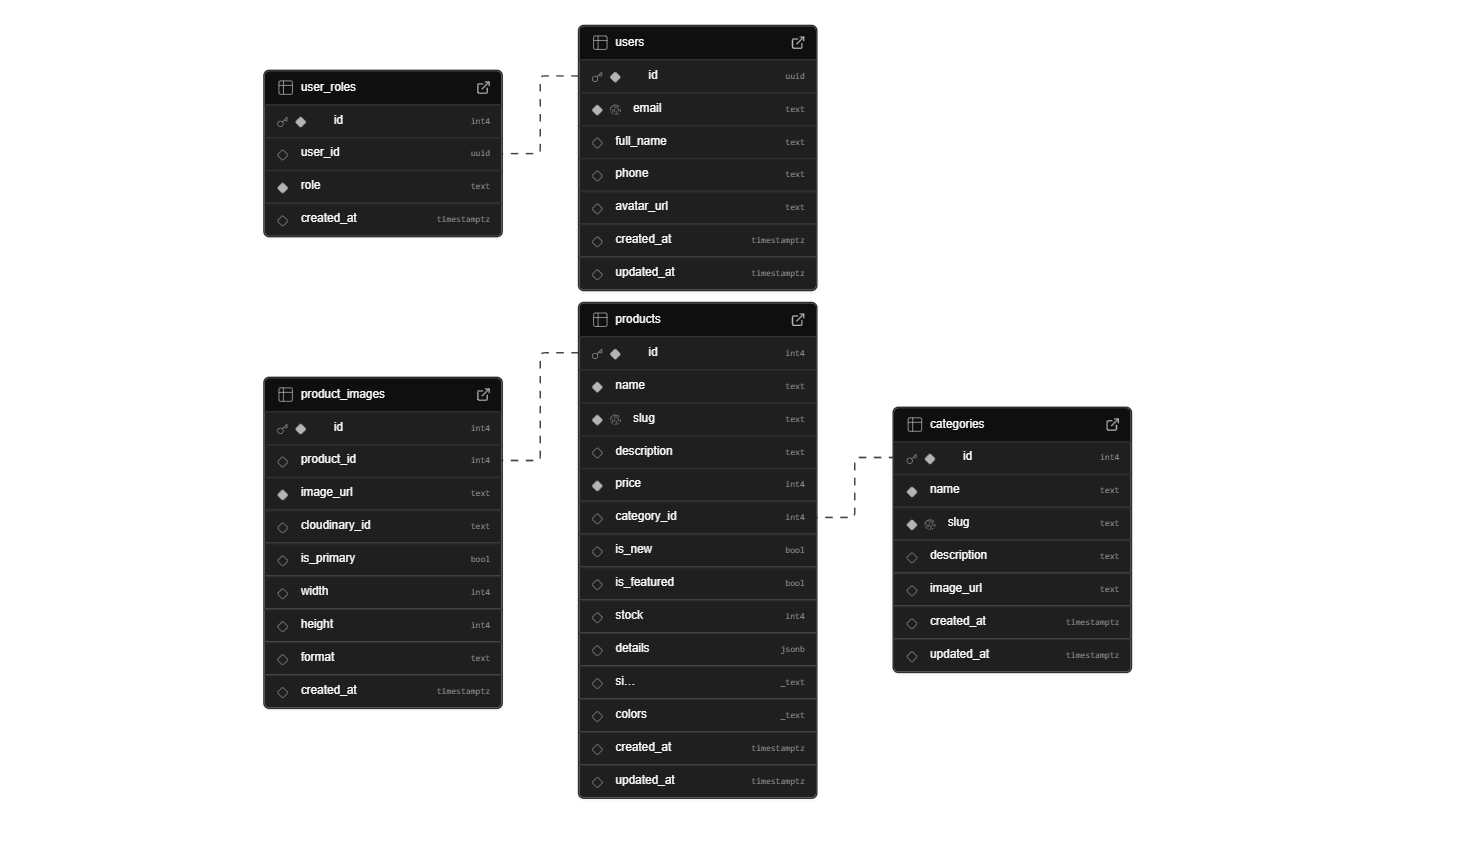 users
id uuid
email text
full_name text
phone text
avatar_url text
created_at timestamptz
updated_at timestamptz
user_roles
id int4
user_id uuid
role text
created_at timestamptz
products
id int4
name text
slug text
description text
price int4
category_id int4
is_new bool
is_featured bool
stock int4
details jsonb
si... _text
colors _text
created_at timestamptz
updated_at timestamptz
product_images
id int4
product_id int4
image_url text
cloudinary_id text
is_primary bool
width int4
height int4
format text
created_at timestamptz
categories
id int4
name text
slug text
description text
image_url text
created_at timestamptz
updated_at timestamptz